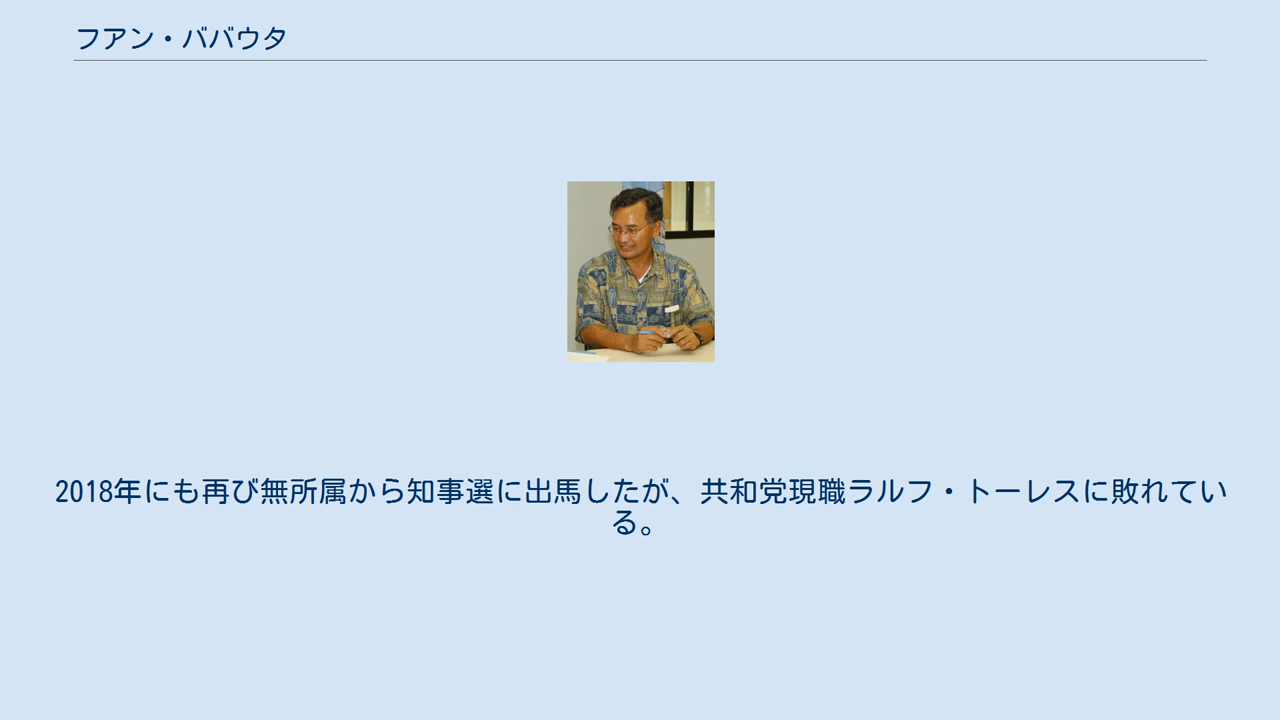 フアン・ババウタ
2018年にも再び無所属から知事選に出馬したが、共和党現職ラルフ・トーレスに敗れてい
る。